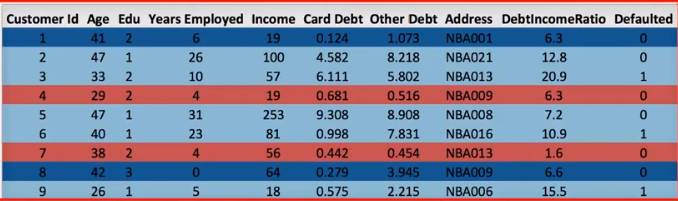 Customer Id Age Edu Years Employed Income Card Debt Other Debt Address DebtIncomeRatio Defaulted
1 41 2 6 19 0.124 1.073 NBA001 6.3 0
2 47 1 26 100 4.582 8.218 NBA021 12.8 0
3 33 2 10 57 6.111 5.802 NBA013 20.9 1
4 29 2 4 19 0.681 0.516 NBA009 6.3 0
5 47 1 31 253 9.308 8.908 NBA008 7.2 0
6 40 1 23 81 0.998 7.831 NBA016 10.9 1
7 38 2 4 56 0.442 0.454 NBA013 1.6 0
8 42 3 0 64 0.279 3.945 NBA009 6.6 0
9 26 1 5 18 0.575 2.215 NBA006 15.5 1